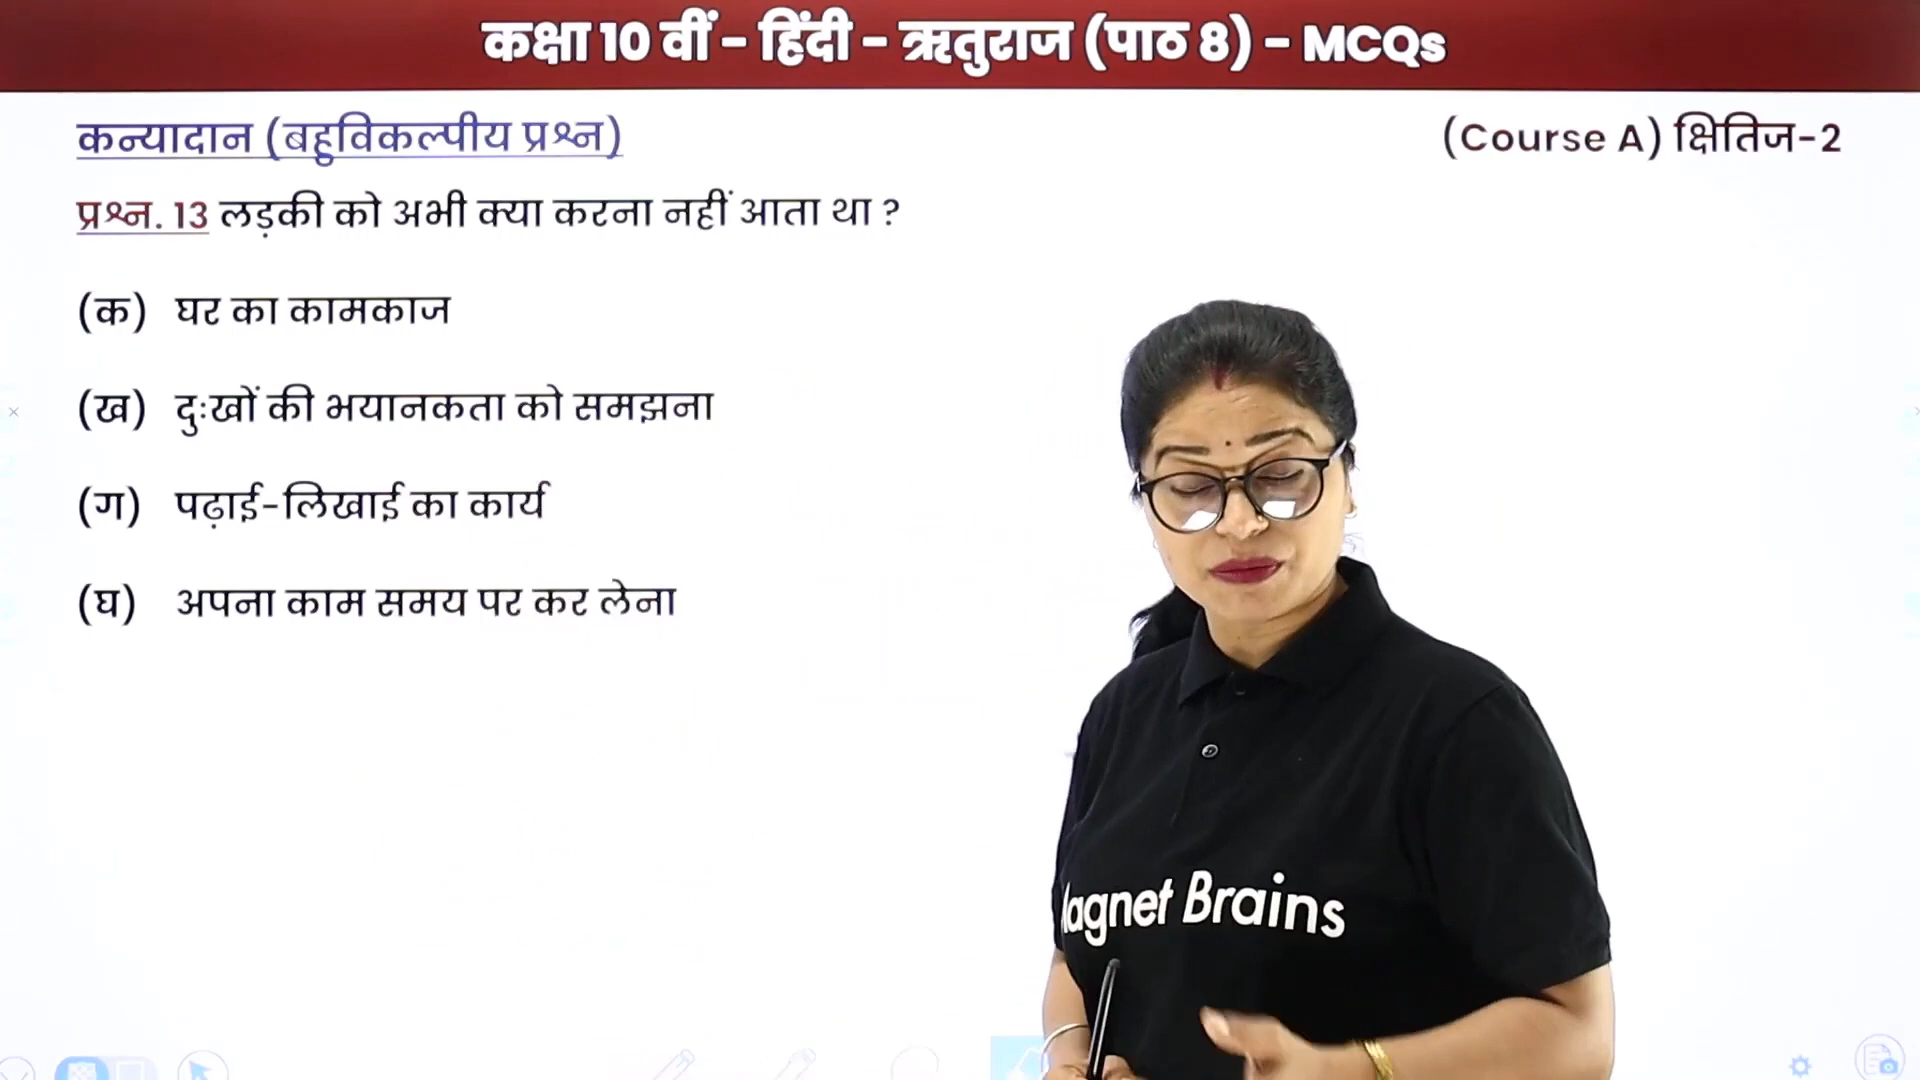 कक्षा 10 वीं - हिंदी - ऋतुराज (पाठ 8) - MCQs
कन्यादान (बहुविकल्पीय प्रश्न)
(Course A) क्षितिज-2
प्रश्न. 13 लड़की को अभी क्या करना नहीं आता था ?
(क) घर का कामकाज
(ख) दुःखों की भयानकता को समझना
(ग) पढ़ाई-लिखाई का कार्य
(घ) अपना काम समय पर कर लेना
Brains